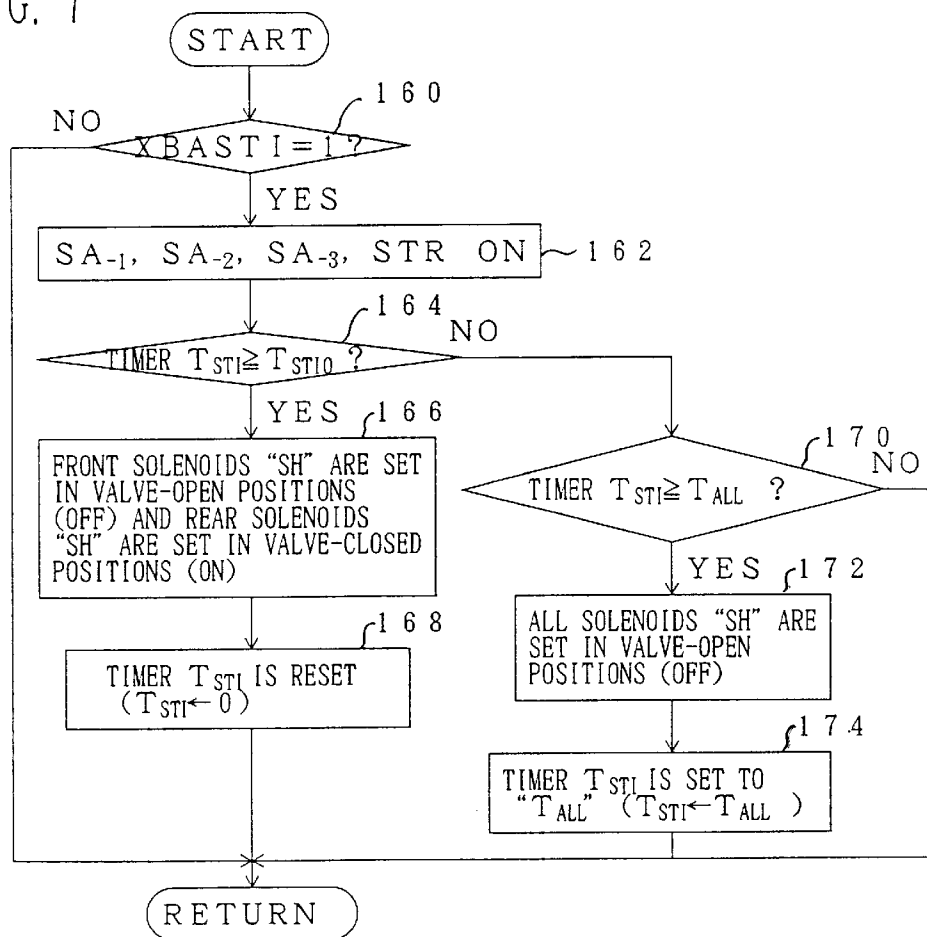 G. 7
START
160
NO
XBASTI=1?
YES
SA-1, SA-2, SA-3, STR ON
162
164
NO
TIMER TSTI≧TSTIO ?
YES
166
FRONT SOLENOIDS “SH” ARE SET
IN VALVE-OPEN POSITIONS
(OFF) AND REAR SOLENOIDS
“SH” ARE SET IN VALVE-CLOSED
POSITIONS (ON)
170
NO
TIMER TSTI≧TALL ?
YES
172
ALL SOLENOIDS “SH” ARE
SET IN VALVE-OPEN
POSITIONS (OFF)
168
TIMER TSTI IS RESET
(TSTI←0)
174
TIMER TSTI IS SET TO
“TALL” (TSTI←TALL )
RETURN